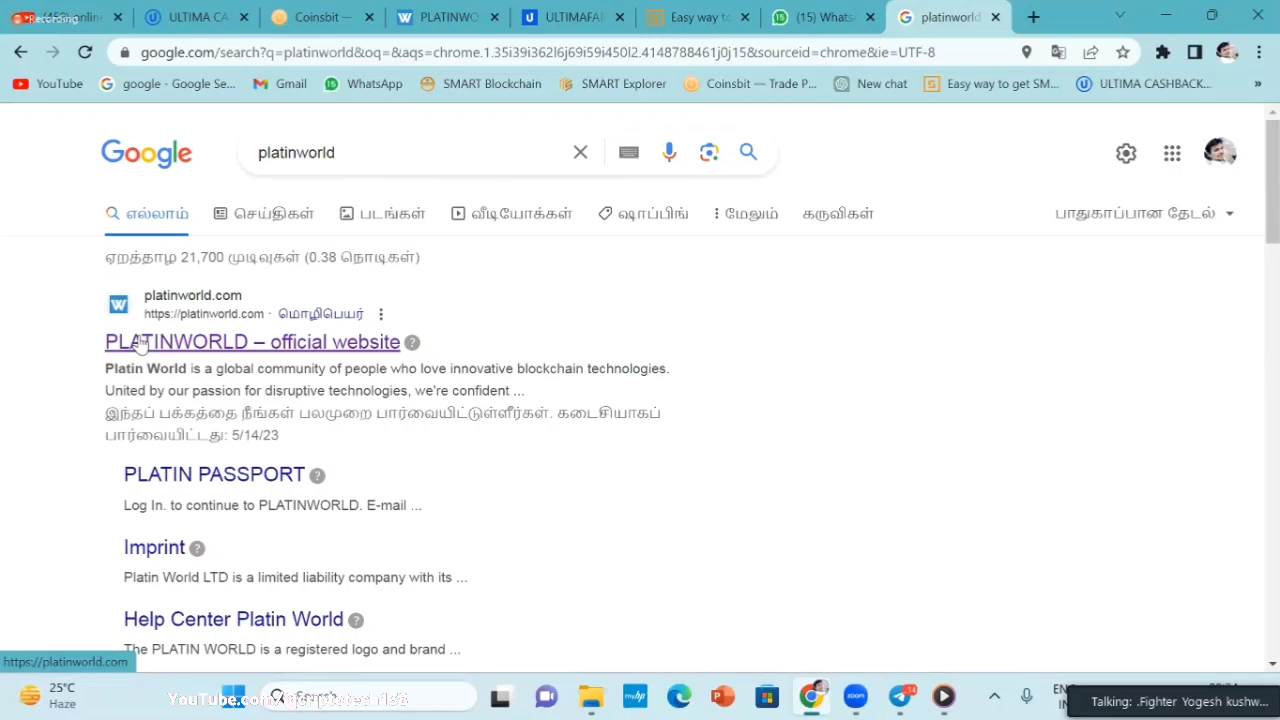 Recording
ULTIMA CA
Coinsbit —
PLATINWO
ULTIMAFAI
Easy way to
(15) Whats
platinworld
google.com/search?q=platinworld&oq=&aqs=chrome.1.35i39i362l6j69i59i450l2.4148788461j0j15&sourceid=chrome&ie=UTF-8
YouTube
google - Google Se...
Gmail
WhatsApp
SMART Blockchain
SMART Explorer
Coinsbit — Trade P...
New chat
Easy way to get SM...
ULTIMA CASHBACK...
»
Google
platinworld
எல்லாம்
செய்திகள்
படங்கள்
வீடியோக்கள்
ஷாப்பிங்
மேலும்
கருவிகள்
பாதுகாப்பான தேடல்
ஏறத்தாழ 21,700 முடிவுகள் (0.38 நொடிகள்)
platinworld.com
https://platinworld.com · மொழிபெயர்
PLATINWORLD – official website
Platin World is a global community of people who love innovative blockchain technologies.
United by our passion for disruptive technologies, we're confident ...
இந்தப் பக்கத்தை நீங்கள் பலமுறை பார்வையிட்டுள்ளீர்கள். கடைசியாகப்
பார்வையிட்டது: 5/14/23
PLATIN PASSPORT
Log In. to continue to PLATINWORLD. E-mail ...
Imprint
Platin World LTD is a limited liability company with its ...
Help Center Platin World
The PLATIN WORLD is a registered logo and brand ...
https://platinworld.com
25°C
Haze
Search
zoom
14
Talking: .Fighter Yogesh kushw...